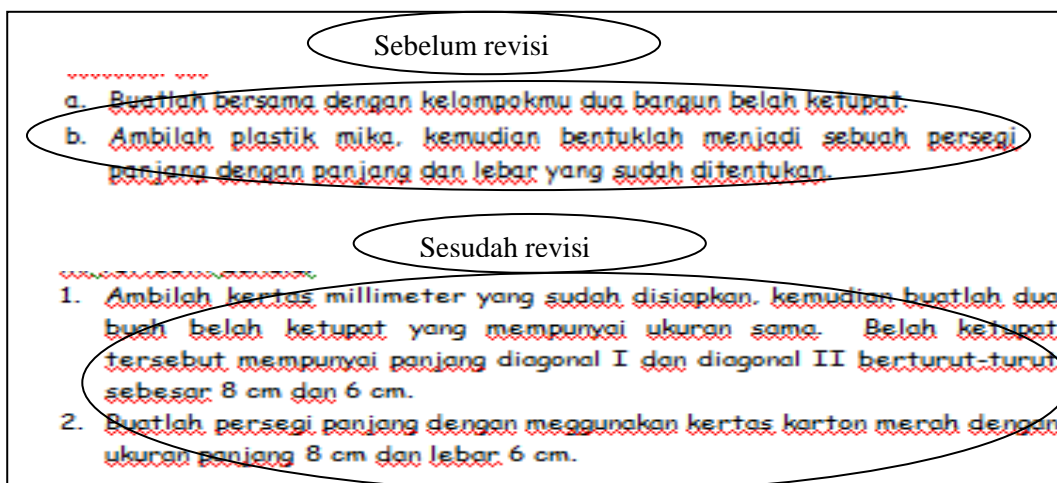 Sebelum revisi
a. Buatlah bersama dengan kelompokmu dua bangun belah ketupat.
b. Ambilah plastik mika, kemudian bentuklah menjadi sebuah persegi
panjang dengan panjang dan lebar yang sudah ditentukan.
Sesudah revisi
1. Ambilah kertas millimeter yang sudah disiapkan, kemudian buatlah dua
buah belah ketupat yang mempunyai ukuran sama. Belah ketupat
tersebut mempunyai panjang diagonal I dan diagonal II berturut-turut
sebesar 8 cm dan 6 cm.
2. Buatlah persegi panjang dengan meggunakan kertas karton merah dengan
ukuran panjang 8 cm dan lebar 6 cm.